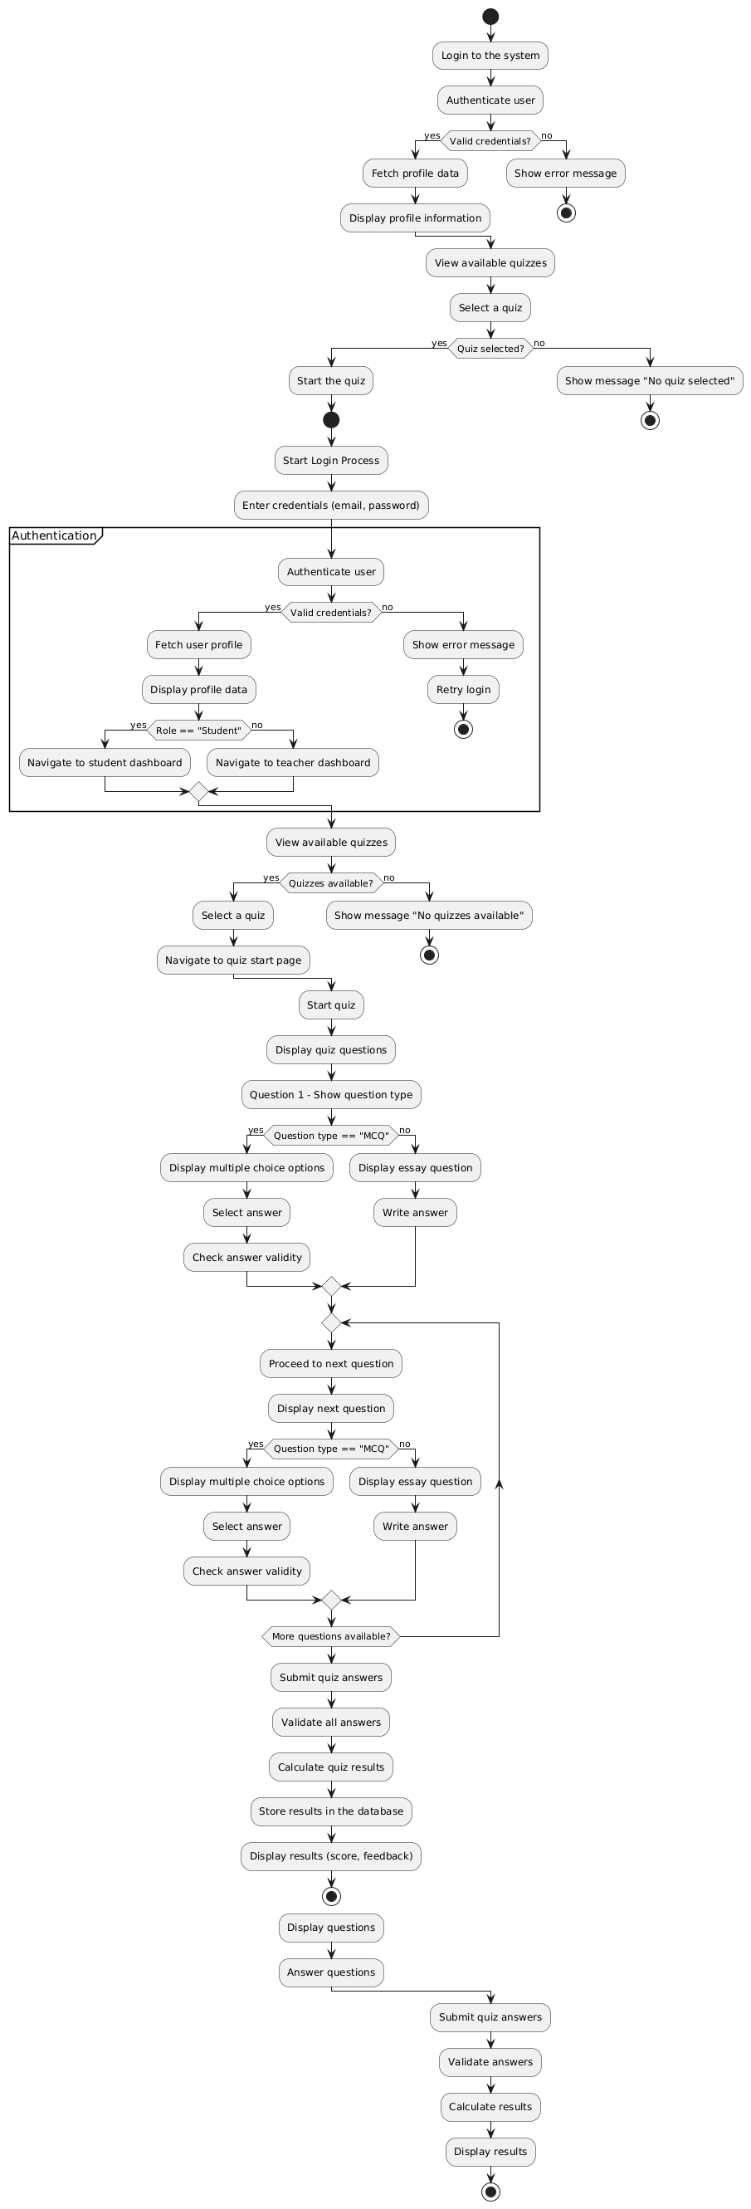 Login to the system
Authenticate user
yes
Valid credentials?
no
Fetch profile data
Show error message
Display profile information
View available quizzes
Select a quiz
yes
Quiz selected?
no
Start the quiz
Show message "No quiz selected"
Start Login Process
Enter credentials (email, password)
Authentication
Authenticate user
yes
Valid credentials?
no
Fetch user profile
Show error message
Display profile data
Retry login
yes
Role == "Student"
no
Navigate to student dashboard
Navigate to teacher dashboard
View available quizzes
yes
Quizzes available?
no
Select a quiz
Show message "No quizzes available"
Navigate to quiz start page
Start quiz
Display quiz questions
Question 1 - Show question type
yes
Question type == "MCQ"
no
Display multiple choice options
Display essay question
Select answer
Write answer
Check answer validity
Proceed to next question
Display next question
yes
Question type == "MCQ"
no
Display multiple choice options
Display essay question
Select answer
Write answer
Check answer validity
More questions available?
Submit quiz answers
Validate all answers
Calculate quiz results
Store results in the database
Display results (score, feedback)
Display questions
Answer questions
Submit quiz answers
Validate answers
Calculate results
Display results